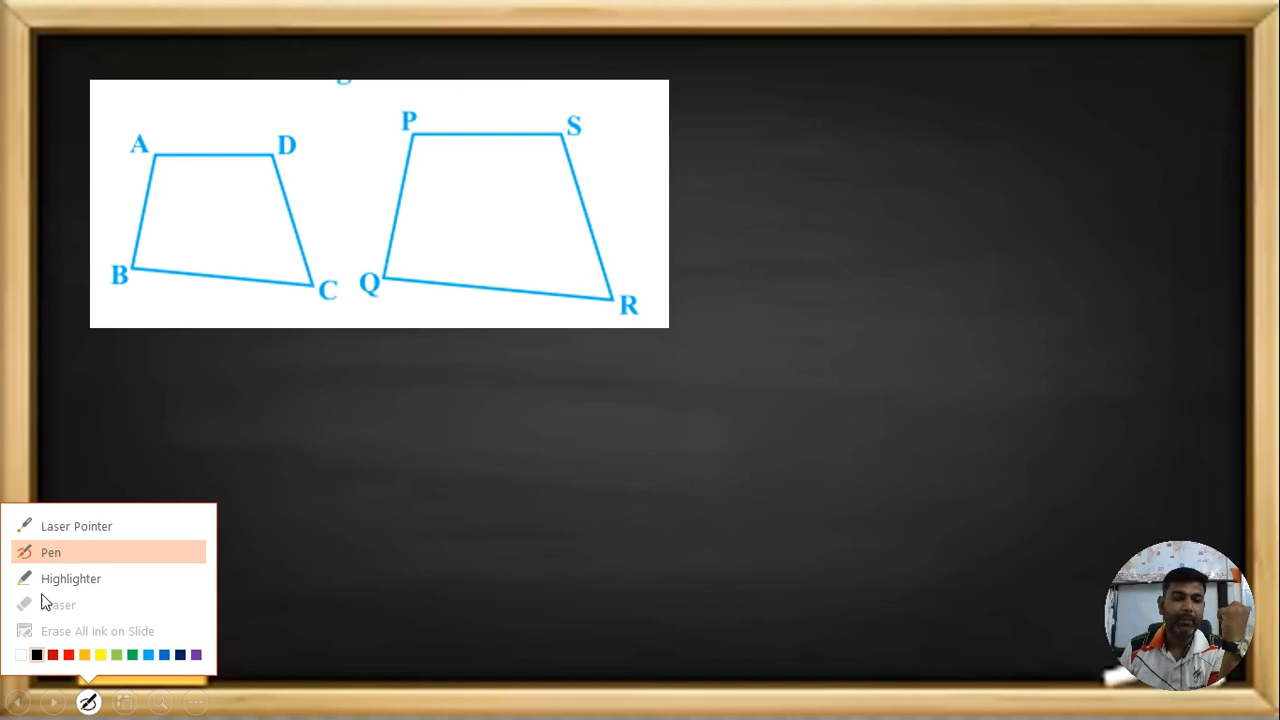 P
S
A
D
B
C
Q
R
Laser Pointer
Pen
Highlighter
Erase All Ink on Slide